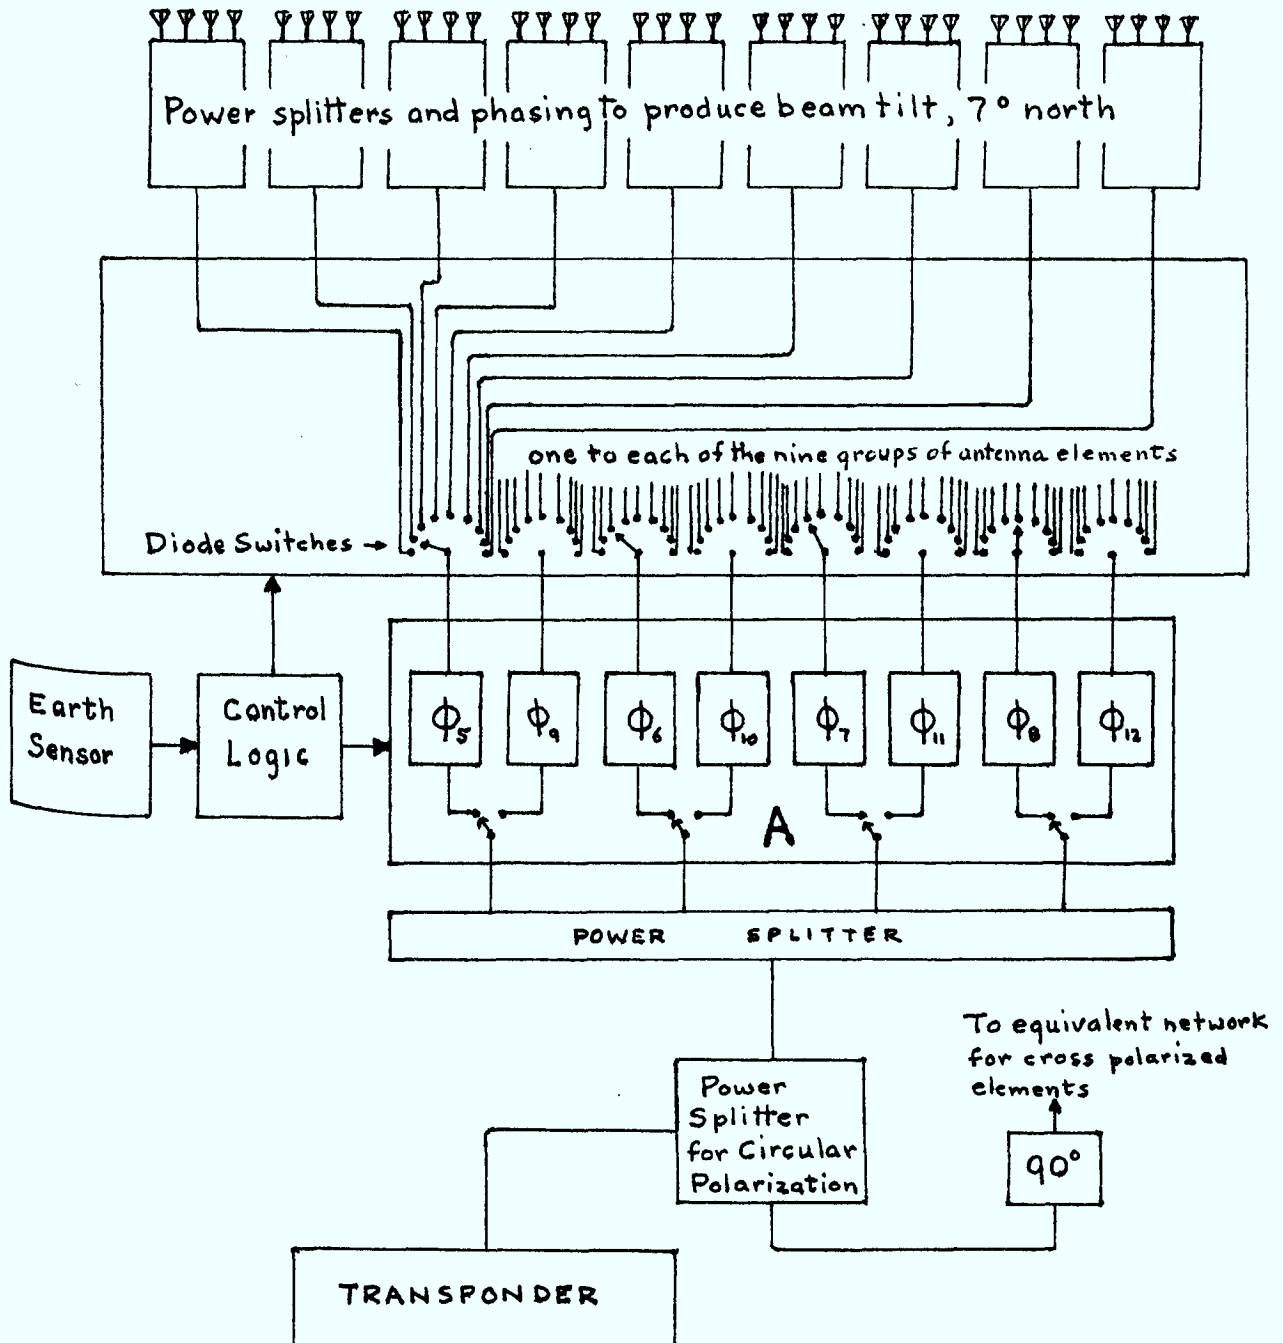 Power splitters and phasing to produce beam tilt, 7° north
one to each of the nine groups of antenna elements
Diode Switches →
Earth
Sensor
Control
Logic
ϕ5
ϕ9
ϕ6
ϕ10
ϕ7
ϕ11
ϕ8
ϕ12
A
POWER SPLITTER
To equivalent network
for cross polarized
elements
Power
Splitter
for Circular
Polarization
90°
TRANSPONDER